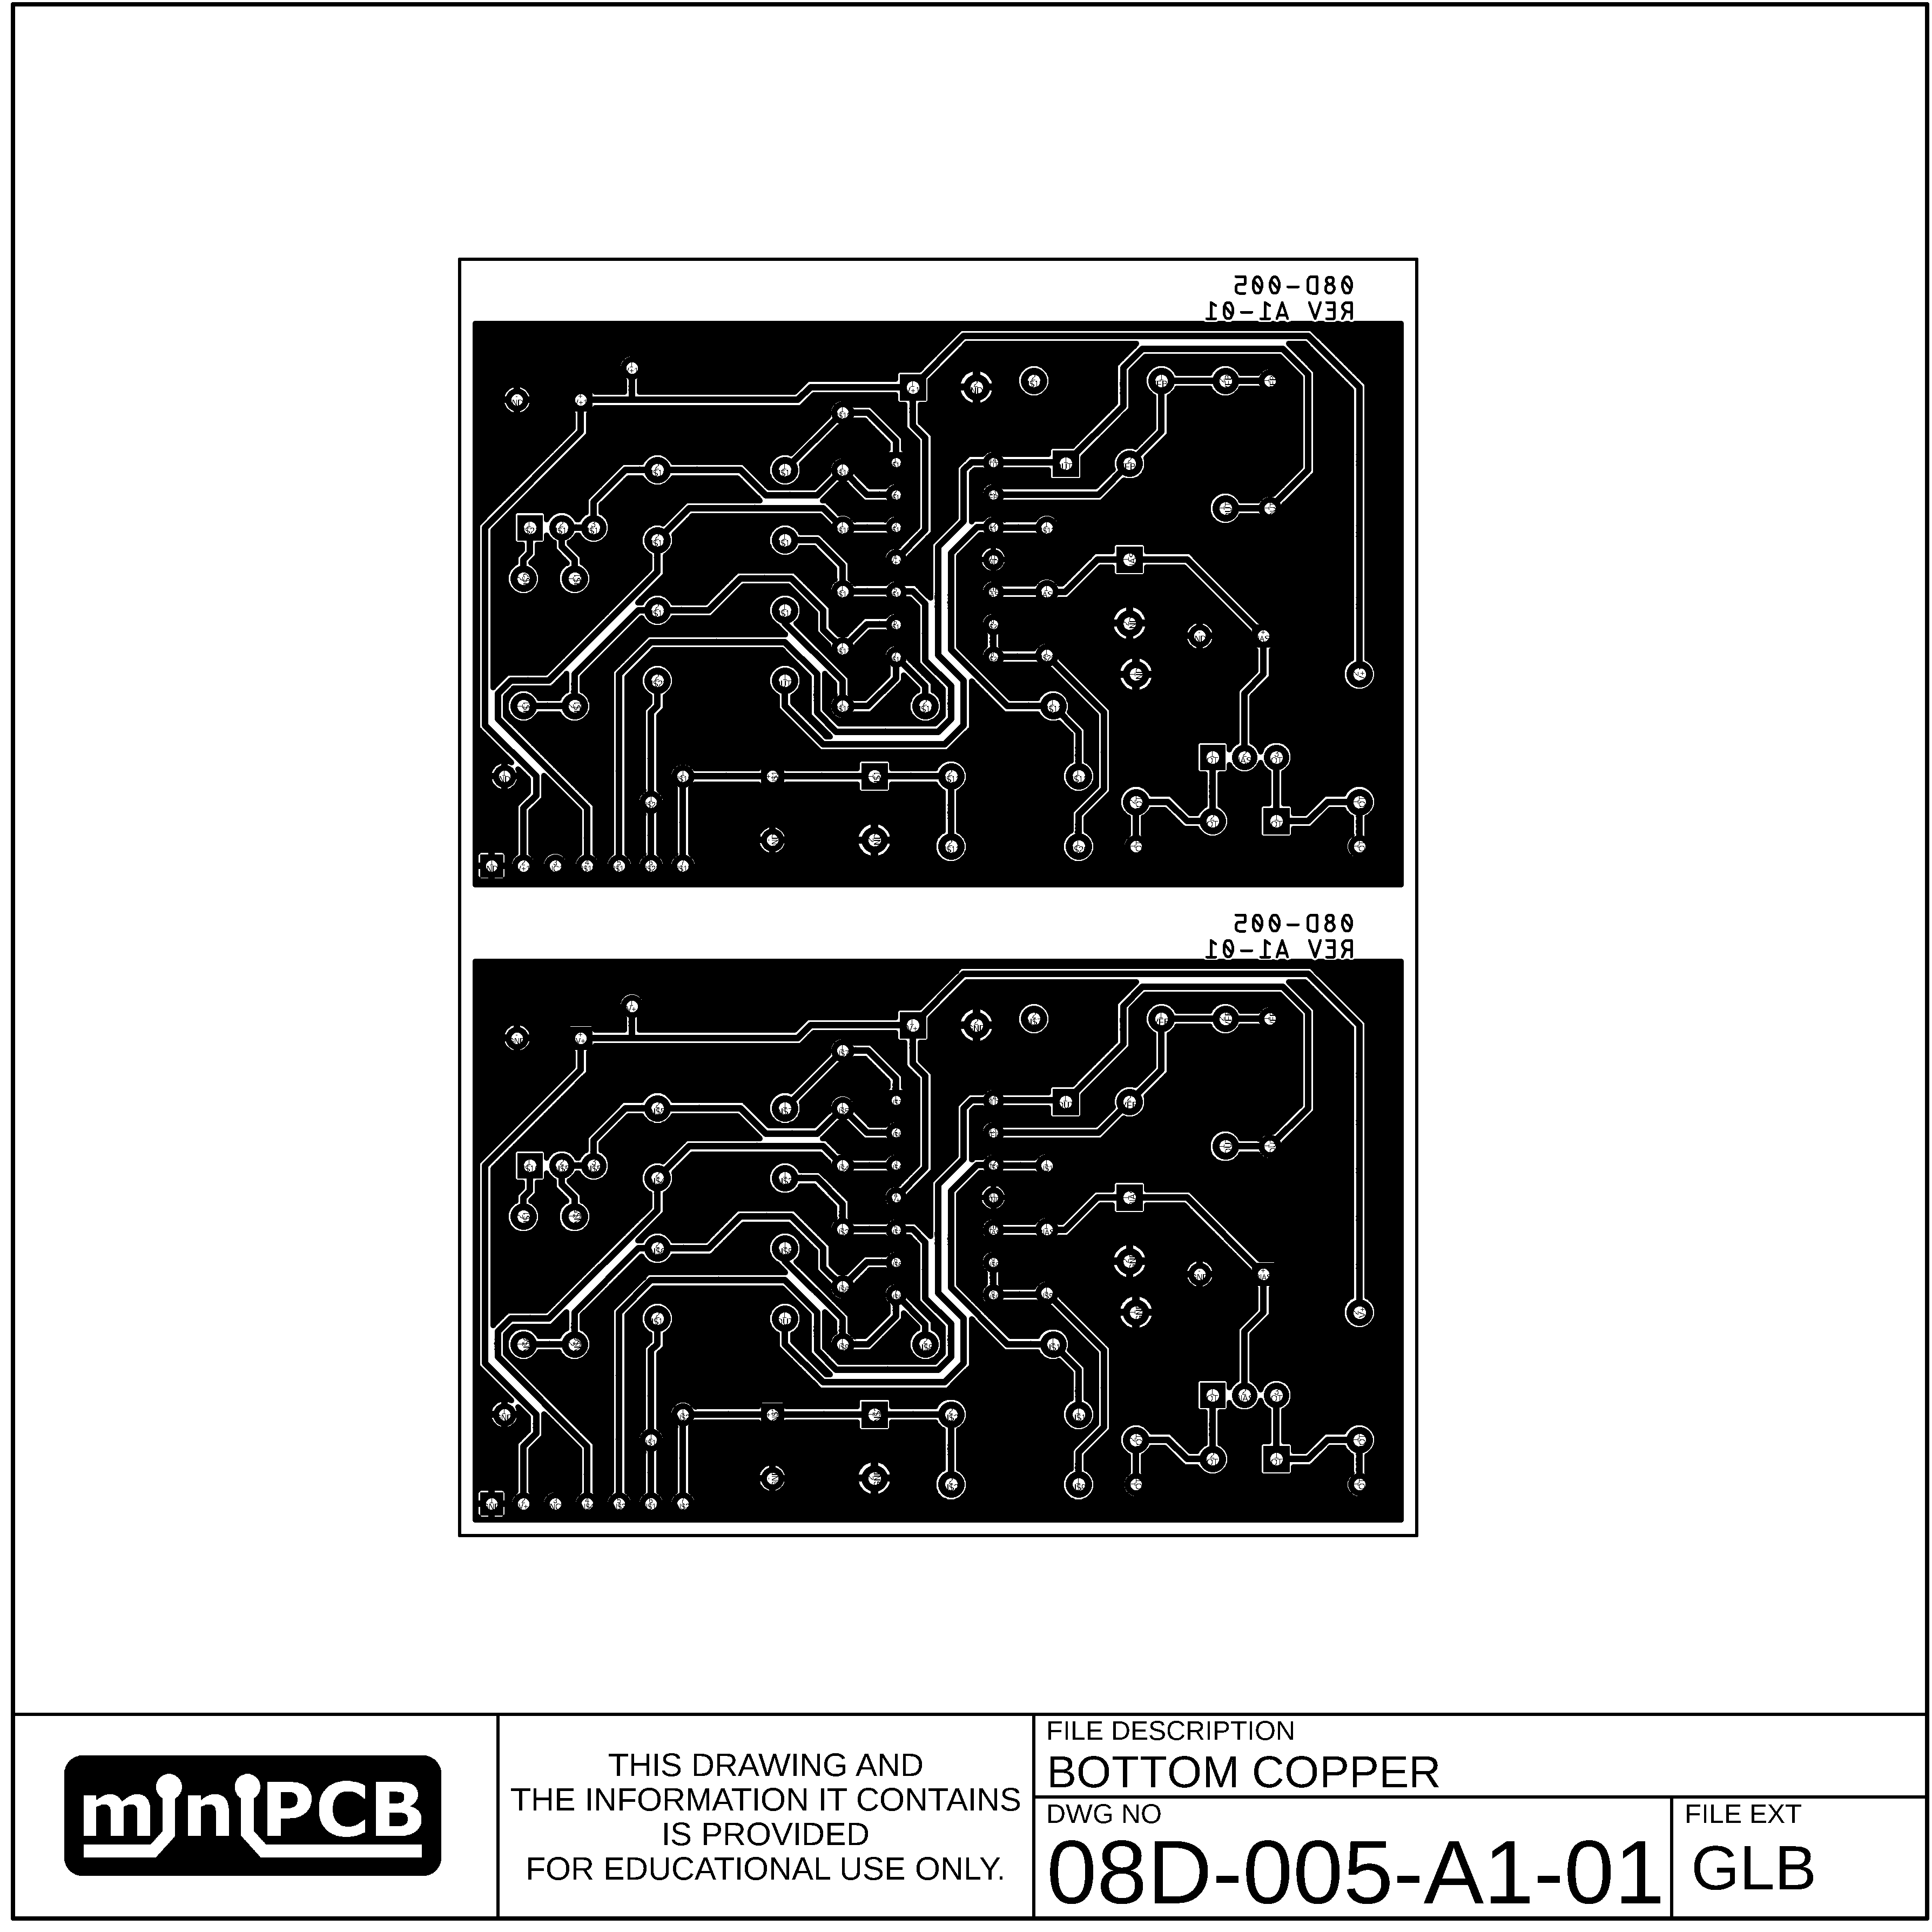 08D-005
REV A1-01
08D-005
REV A1-01
miniPCB
THIS DRAWING AND
THE INFORMATION IT CONTAINS
IS PROVIDED
FOR EDUCATIONAL USE ONLY.
FILE DESCRIPTION
BOTTOM COPPER
DWG NO
08D-005-A1-01
FILE EXT
GLB